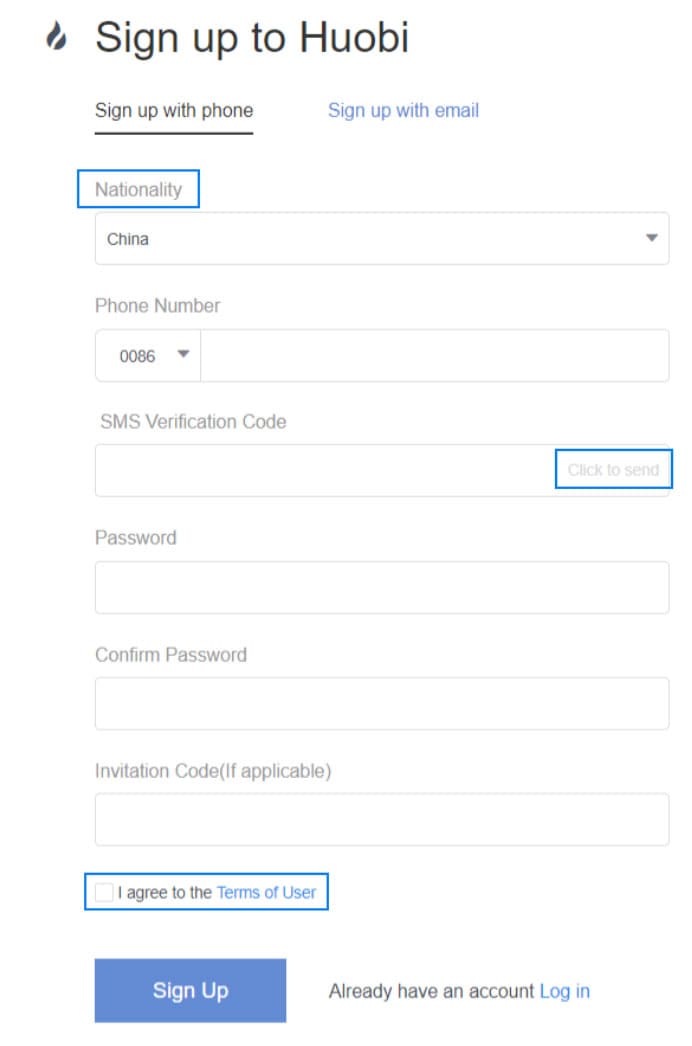 Sign up to Huobi
Sign up with phone Sign up with email
Nationality
China
Phone Number
0086
SMS Verification Code
Click to send
Password
Confirm Password
Invitation Code(If applicable)
I agree to the Terms of User
Sign Up Already have an account Log in